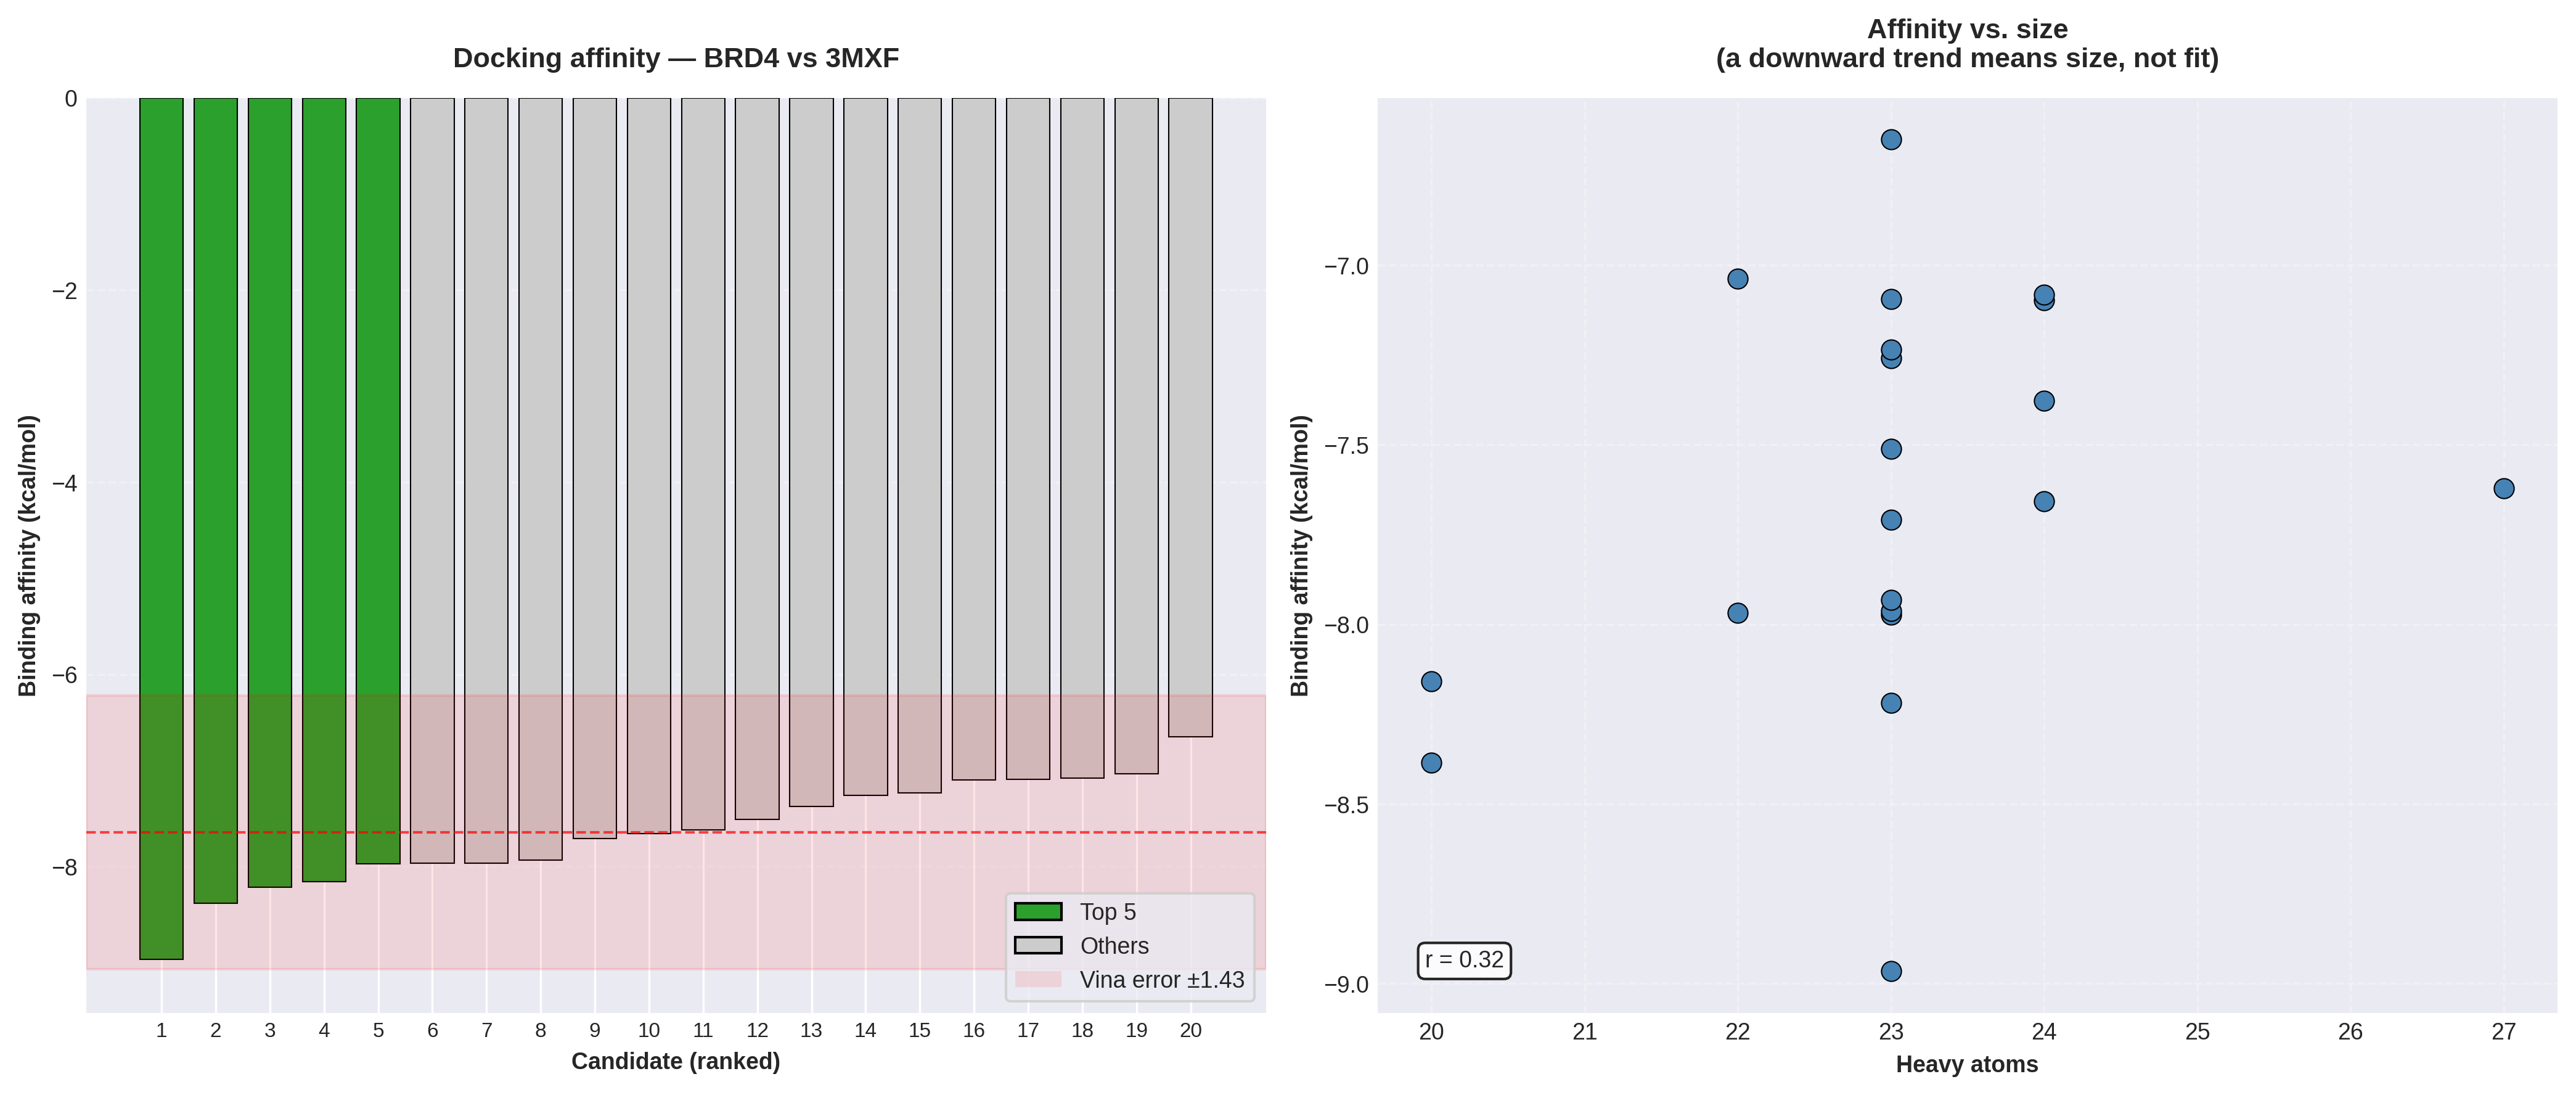 Docking affinity — BRD4 vs 3MXF
Binding affinity (kcal/mol)
0
−2
−4
−6
−8
1 2 3 4 5 6 7 8 9 10 11 12 13 14 15 16 17 18 19 20
Candidate (ranked)
Top 5
Others
Vina error ±1.43
Affinity vs. size
(a downward trend means size, not fit)
Binding affinity (kcal/mol)
−7.0
−7.5
−8.0
−8.5
−9.0
r = 0.32
20 21 22 23 24 25 26 27
Heavy atoms